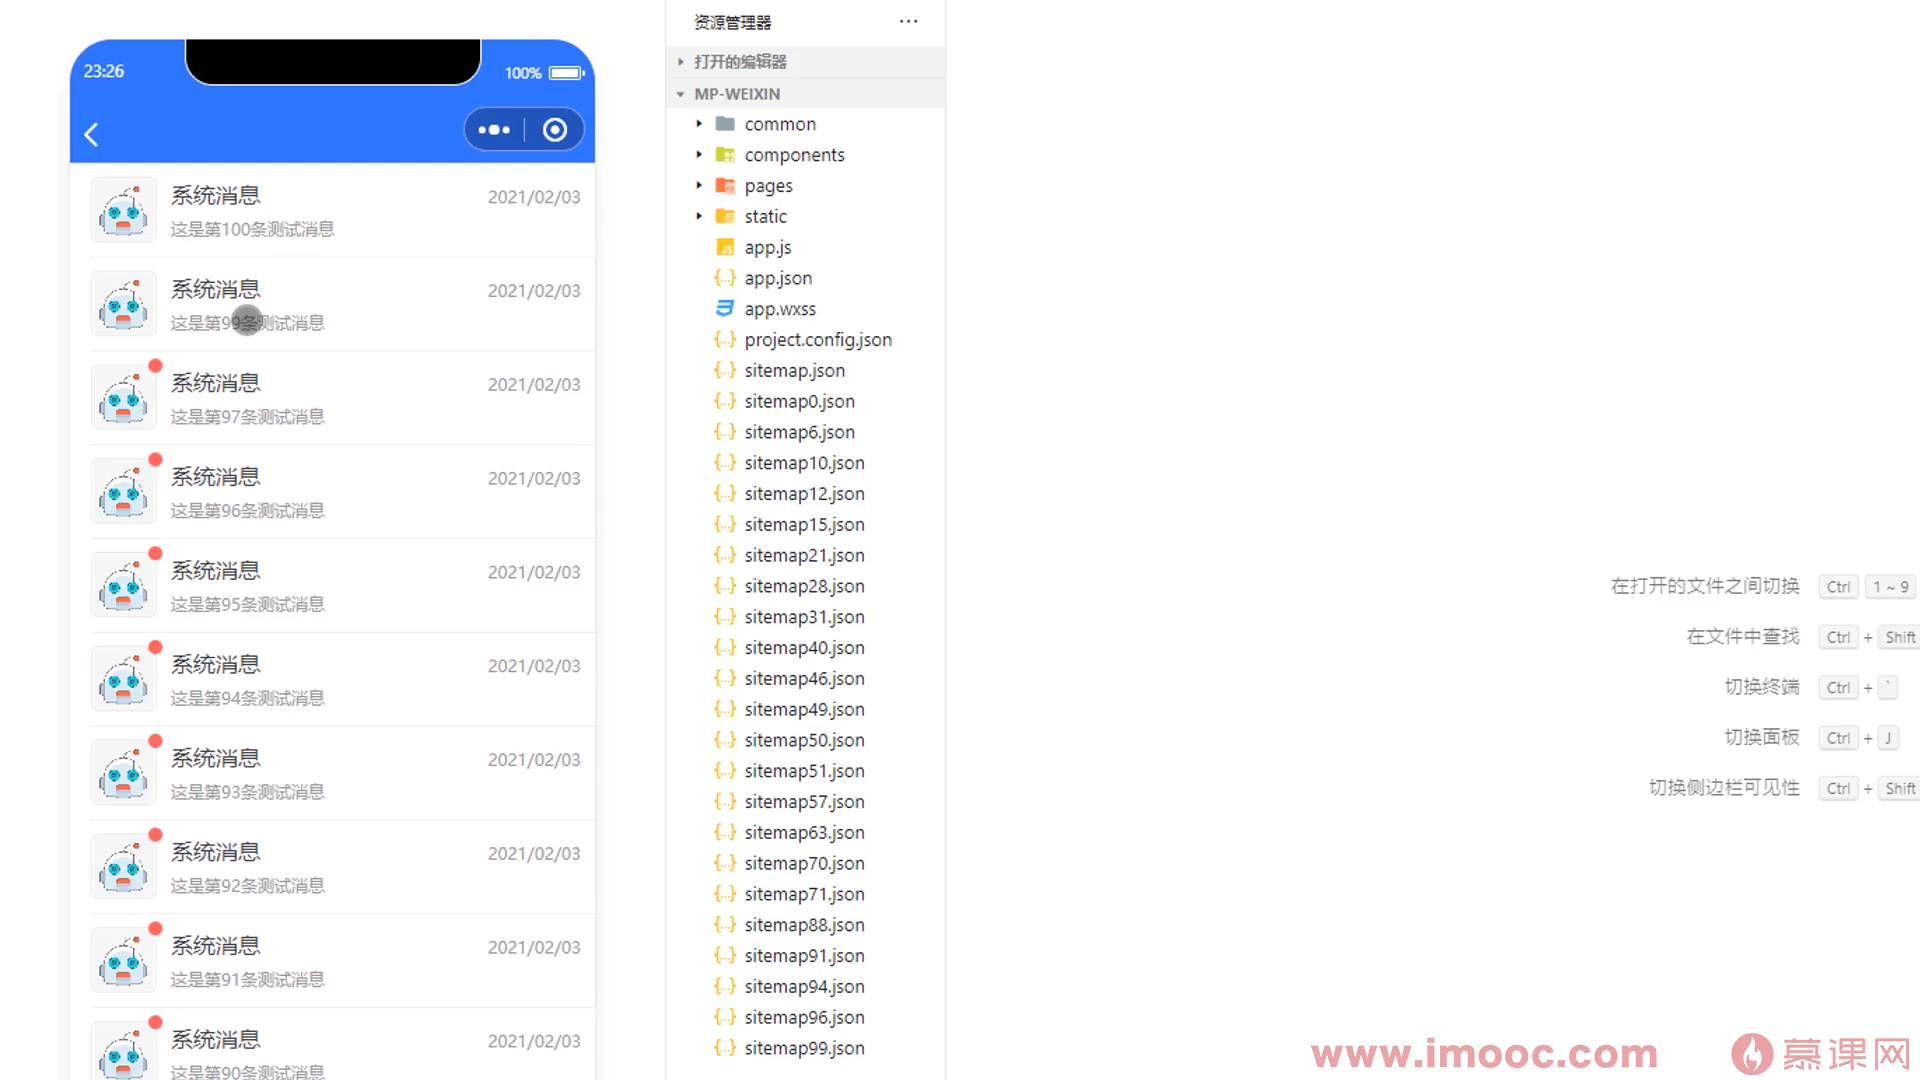 23:26
100%
系统消息
2021/02/03
这是第100条测试消息
系统消息
2021/02/03
这是第99条测试消息
系统消息
2021/02/03
这是第97条测试消息
系统消息
2021/02/03
这是第96条测试消息
系统消息
2021/02/03
这是第95条测试消息
系统消息
2021/02/03
这是第94条测试消息
系统消息
2021/02/03
这是第93条测试消息
系统消息
2021/02/03
这是第92条测试消息
系统消息
2021/02/03
这是第91条测试消息
系统消息
2021/02/03
这是第90条测试消息
资源管理器
打开的编辑器
MP-WEIXIN
common
components
pages
static
app.js
app.json
app.wxss
project.config.json
sitemap.json
sitemap0.json
sitemap6.json
sitemap10.json
sitemap12.json
sitemap15.json
sitemap21.json
sitemap28.json
sitemap31.json
sitemap40.json
sitemap46.json
sitemap49.json
sitemap50.json
sitemap51.json
sitemap57.json
sitemap63.json
sitemap70.json
sitemap71.json
sitemap88.json
sitemap91.json
sitemap94.json
sitemap96.json
sitemap99.json
在打开的文件之间切换 Ctrl 1 ~ 9
在文件中查找 Ctrl + Shift
切换终端 Ctrl + `
切换面板 Ctrl + J
切换侧边栏可见性 Ctrl + Shift
www.imooc.com 慕课网